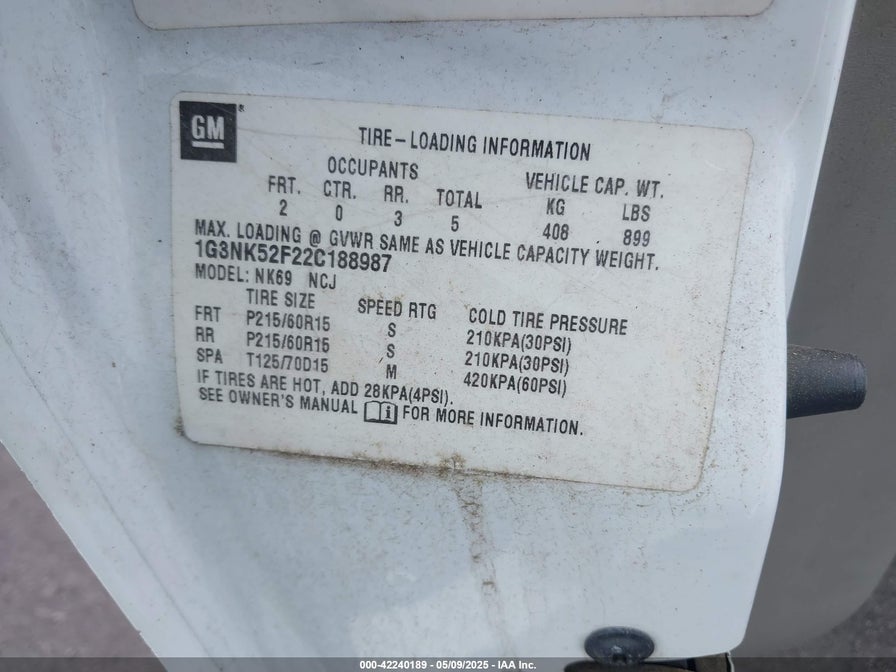 GM
TIRE-LOADING INFORMATION
OCCUPANTS VEHICLE CAP. WT.
FRT. CTR. RR. TOTAL KG LBS
2 0 3 5 408 899
MAX. LOADING @ GVWR SAME AS VEHICLE CAPACITY WEIGHT.
1G3NK52F22C188987
MODEL: NK69 NCJ
TIRE SIZE SPEED RTG COLD TIRE PRESSURE
FRT P215/60R15 S 210KPA(30PSI)
RR P215/60R15 S 210KPA(30PSI)
SPA T125/70D15 M 420KPA(60PSI)
IF TIRES ARE HOT, ADD 28KPA(4PSI).
SEE OWNER'S MANUAL i FOR MORE INFORMATION.
000-42240189 - 05/09/2025 - IAA Inc.